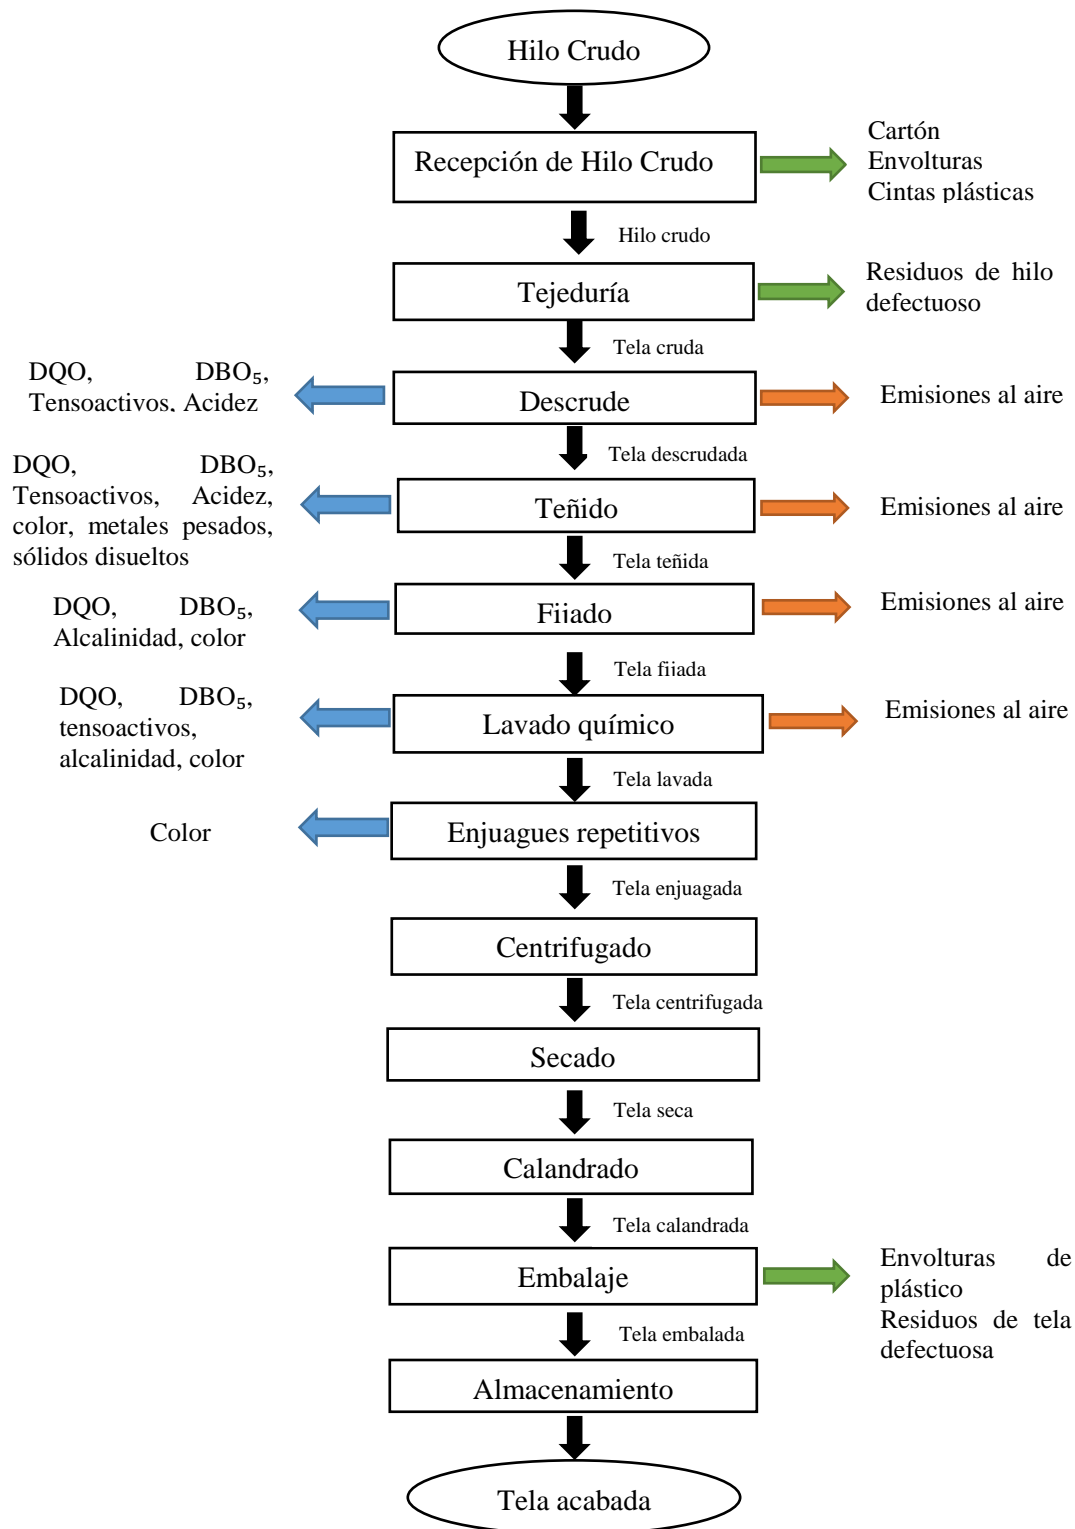 Hilo Crudo
Recepción de Hilo Crudo
Cartón
Envolturas
Cintas plásticas
Hilo crudo
Tejeduría
Residuos de hilo
defectuoso
Tela cruda
DQO, DBO₅,
Tensoactivos, Acidez
Descrude
Emisiones al aire
Tela descrudada
DQO, DBO₅,
Tensoactivos, Acidez,
color, metales pesados,
sólidos disueltos
Teñido
Emisiones al aire
Tela teñida
DQO, DBO₅,
Alcalinidad, color
Fijado
Emisiones al aire
Tela fijada
DQO, DBO₅,
tensoactivos,
alcalinidad, color
Lavado químico
Emisiones al aire
Tela lavada
Color
Enjuagues repetitivos
Tela enjuagada
Centrifugado
Tela centrifugada
Secado
Tela seca
Calandrado
Tela calandrada
Embalaje
Envolturas de
plástico
Residuos de tela
defectuosa
Tela embalada
Almacenamiento
Tela acabada